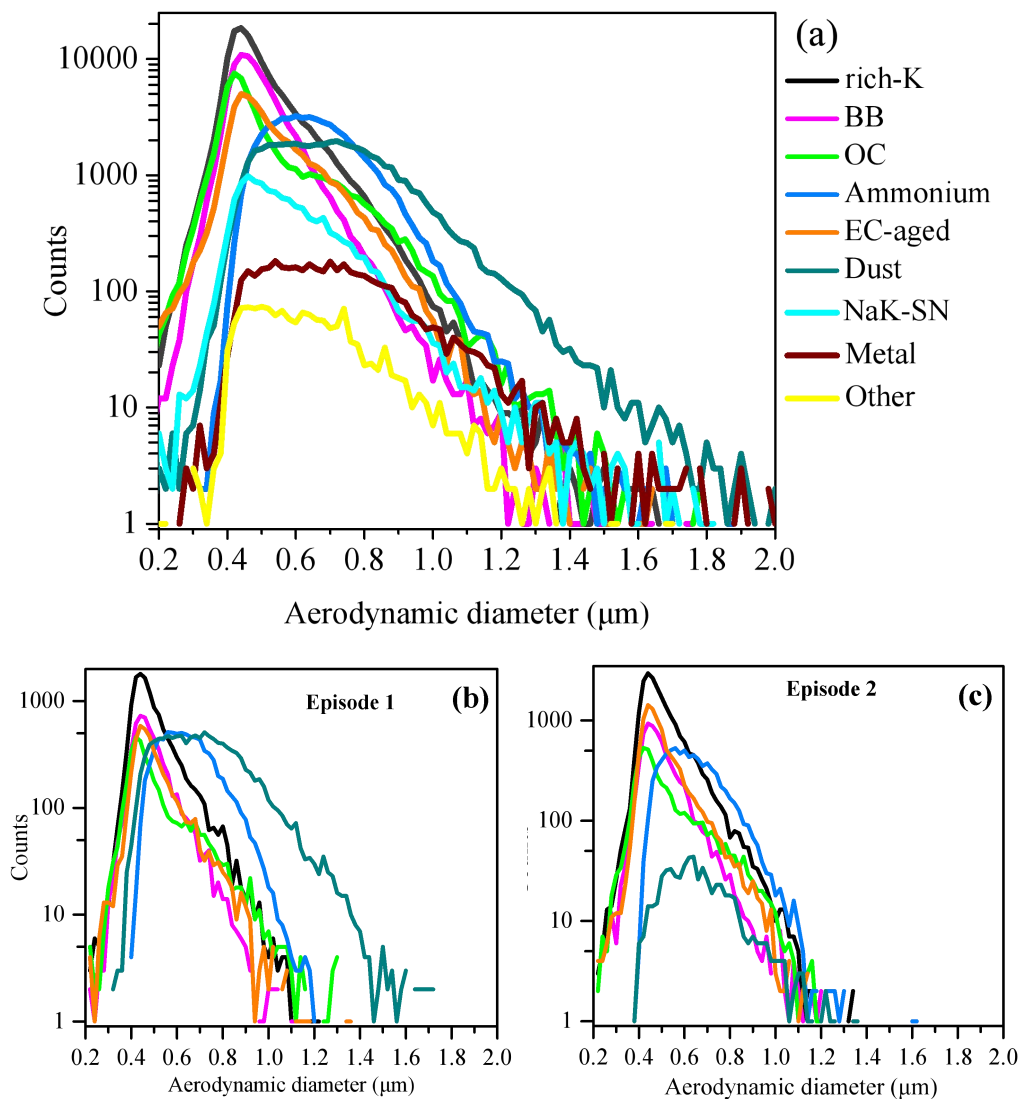 (a)
10000
1000
100
10
1
Counts
0.2 0.4 0.6 0.8 1.0 1.2 1.4 1.6 1.8 2.0
Aerodynamic diameter (μm)
rich-K
BB
OC
Ammonium
EC-aged
Dust
NaK-SN
Metal
Other
Episode 1 (b)
1000
100
10
1
Counts
0.2 0.4 0.6 0.8 1.0 1.2 1.4 1.6 1.8 2.0
Aerodynamic diameter (μm)
Episode 2 (c)
1000
100
10
1
0.2 0.4 0.6 0.8 1.0 1.2 1.4 1.6 1.8 2.0
Aerodynamic diameter (μm)